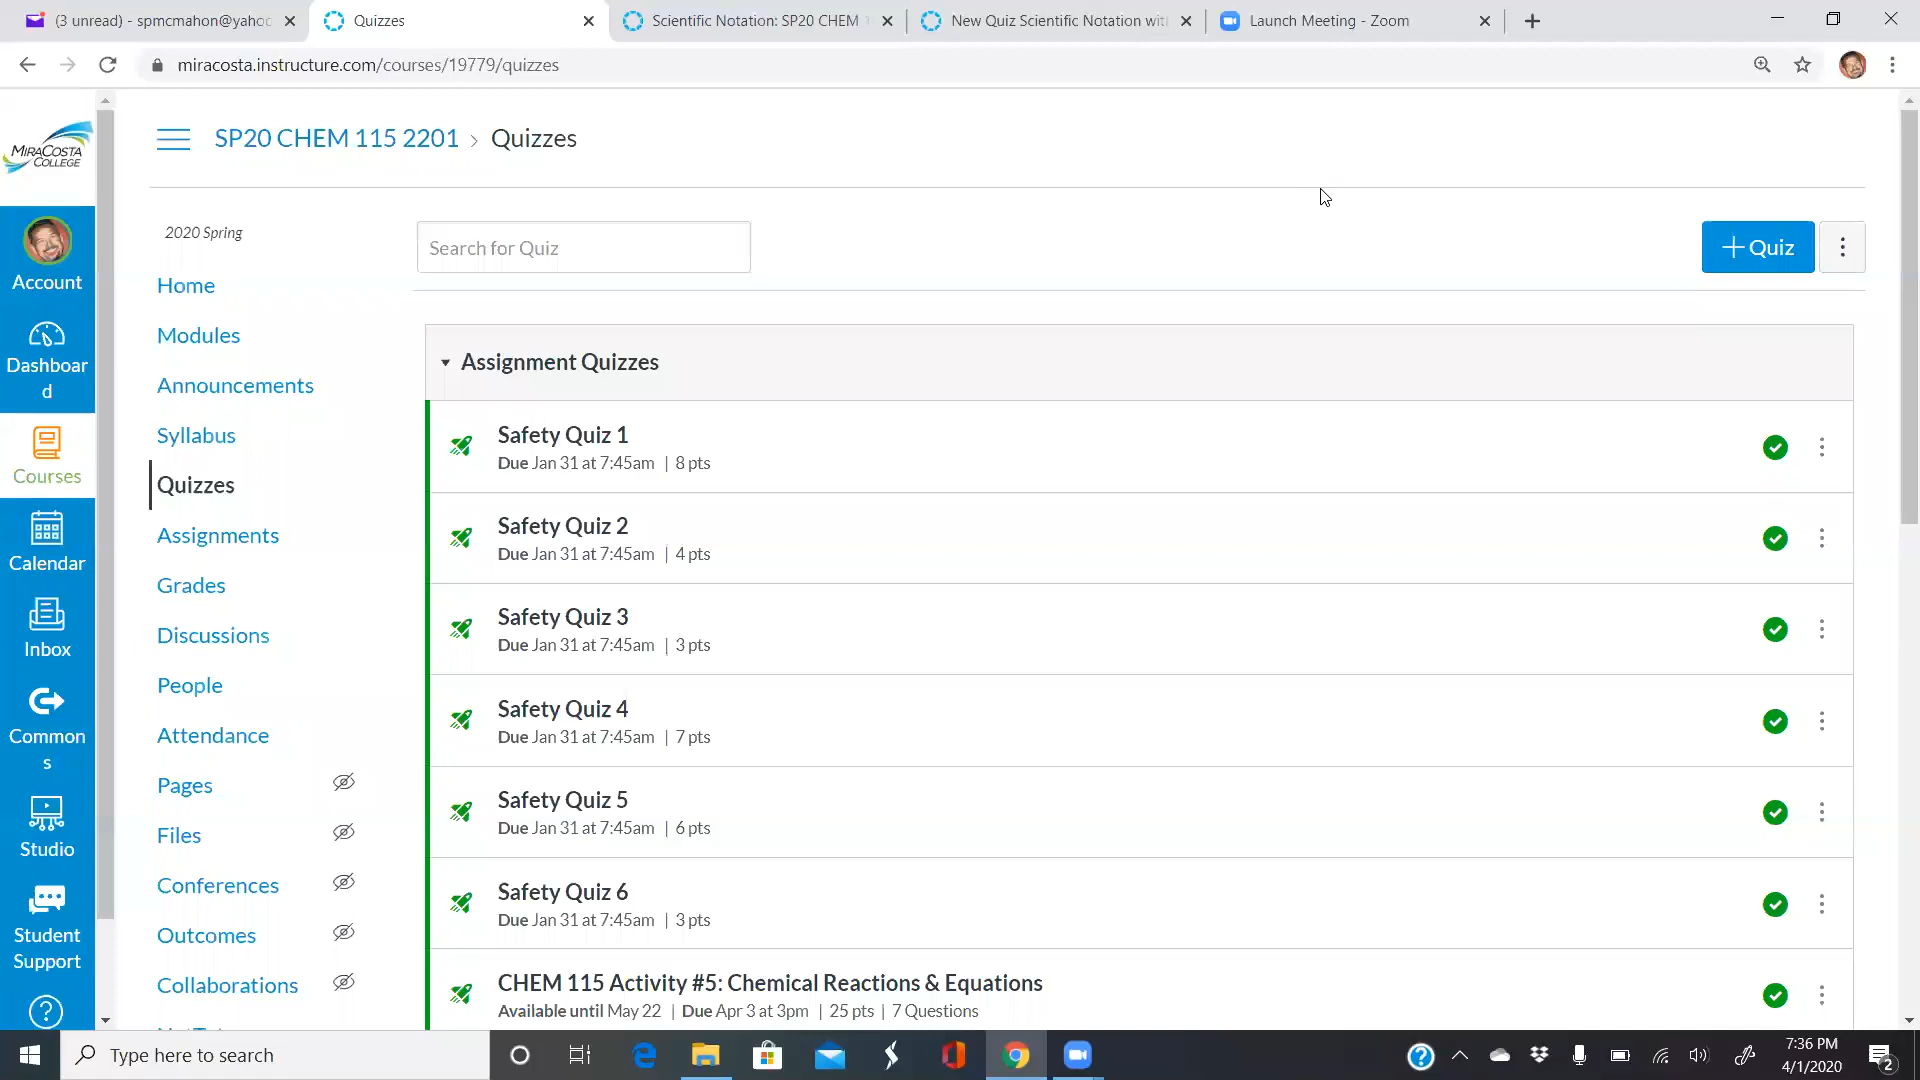 (3 unread) - spmcmahon@yahoo
Quizzes
Scientific Notation: SP20 CHEM
New Quiz Scientific Notation with
Launch Meeting - Zoom
miracosta.instructure.com/courses/19779/quizzes
MIRACOSTA
COLLEGE
SP20 CHEM 115 2201 > Quizzes
Account
Dashboar
d
Courses
Calendar
Inbox
Common
s
Studio
Student
Support
2020 Spring
Home
Modules
Announcements
Syllabus
Quizzes
Assignments
Grades
Discussions
People
Attendance
Pages
Files
Conferences
Outcomes
Collaborations
Search for Quiz
+ Quiz
Assignment Quizzes
Safety Quiz 1
Due Jan 31 at 7:45am | 8 pts
Safety Quiz 2
Due Jan 31 at 7:45am | 4 pts
Safety Quiz 3
Due Jan 31 at 7:45am | 3 pts
Safety Quiz 4
Due Jan 31 at 7:45am | 7 pts
Safety Quiz 5
Due Jan 31 at 7:45am | 6 pts
Safety Quiz 6
Due Jan 31 at 7:45am | 3 pts
CHEM 115 Activity #5: Chemical Reactions & Equations
Available until May 22 | Due Apr 3 at 3pm | 25 pts | 7 Questions
Type here to search
7:36 PM
4/1/2020
2